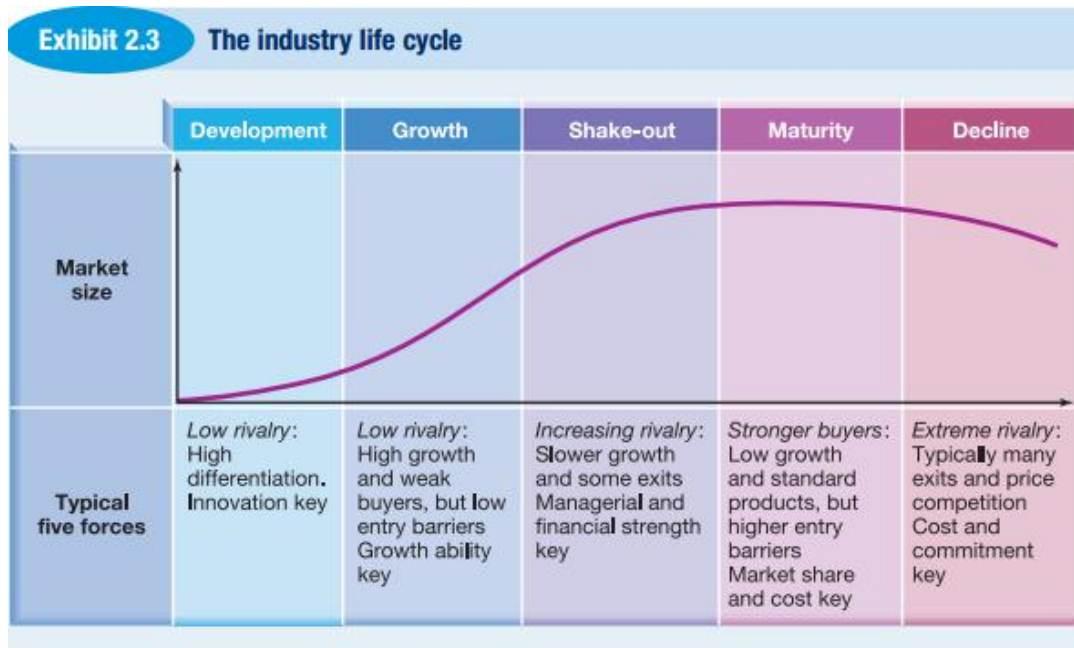 Exhibit 2.3 The industry life cycle
Development Growth Shake-out Maturity Decline
Market
size
Typical
five forces
Low rivalry:
High
differentiation.
Innovation key
Low rivalry:
High growth
and weak
buyers, but low
entry barriers
Growth ability
key
Increasing rivalry:
Slower growth
and some exits
Managerial and
financial strength
key
Stronger buyers:
Low growth
and standard
products, but
higher entry
barriers
Market share
and cost key
Extreme rivalry:
Typically many
exits and price
competition
Cost and
commitment
key